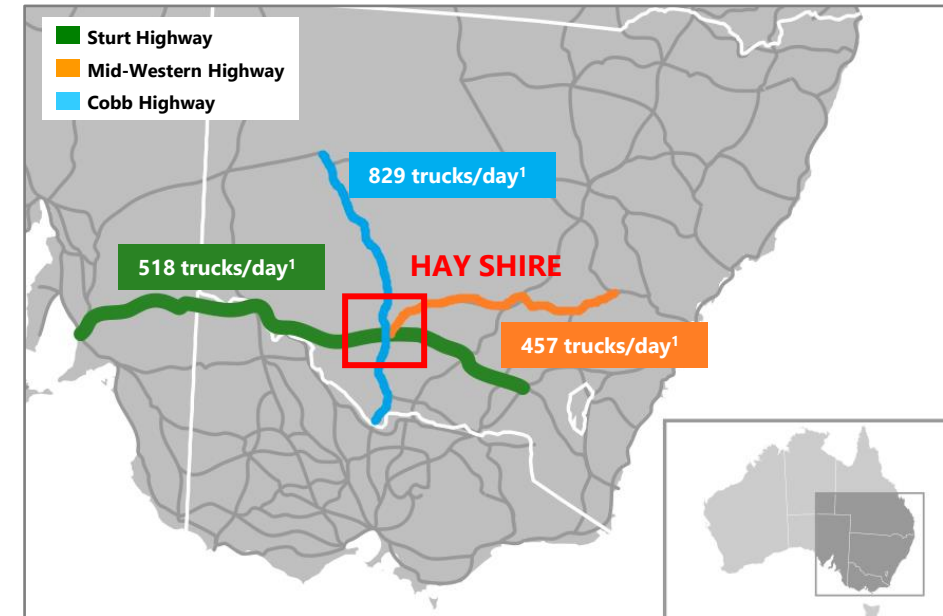 Sturt Highway
Mid-Western Highway
Cobb Highway
829 trucks/day¹
518 trucks/day¹
HAY SHIRE
457 trucks/day¹